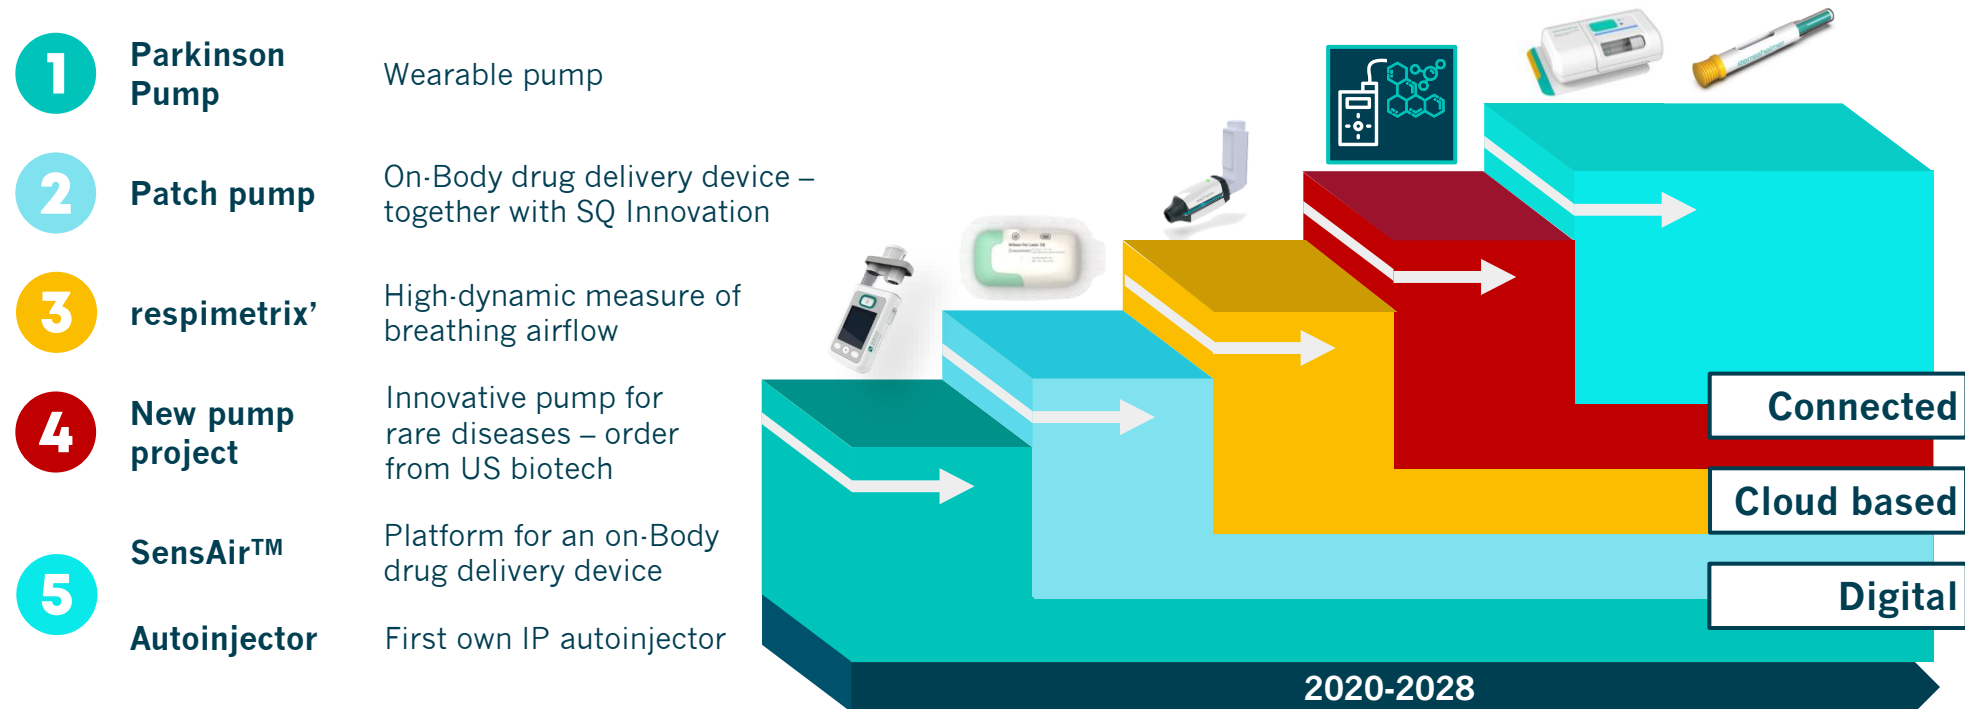 1
Parkinson
Pump
Wearable pump
2
Patch pump
On-Body drug delivery device –
together with SQ Innovation
3
respimetrix’
High-dynamic measure of
breathing airflow
4
New pump
project
Innovative pump for
rare diseases – order
from US biotech
5
SensAir™
Platform for an on-Body
drug delivery device
Autoinjector
First own IP autoinjector
gerresheimer
Connected
Cloud based
Digital
2020-2028